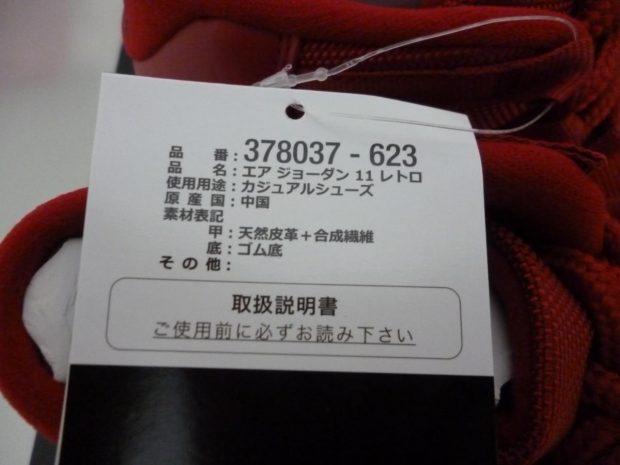 品 番：378037 - 623
品 名：エア ジョーダン 11 レトロ
使用用途：カジュアルシューズ
原 産 国：中国
素材表記
甲：天然皮革＋合成繊維
底：ゴム底
そ の 他：
取扱説明書
ご使用前に必ずお読み下さい